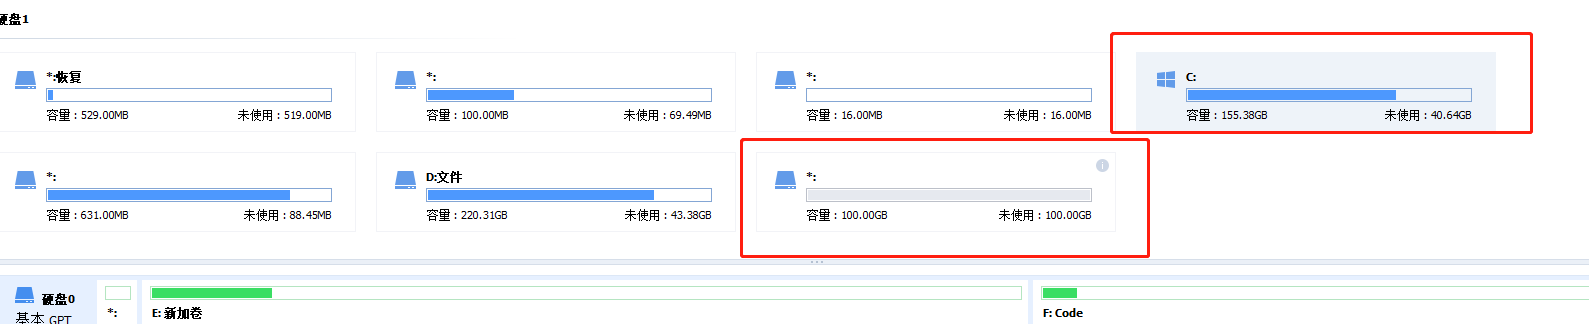 硬盘1
*:恢复
容量：529.00MB 未使用：519.00MB
*:
容量：100.00MB 未使用：69.49MB
*:
容量：16.00MB 未使用：16.00MB
C:
容量：155.38GB 未使用：40.64GB
*:
容量：631.00MB 未使用：88.45MB
D:文件
容量：220.31GB 未使用：43.38GB
*:
容量：100.00GB 未使用：100.00GB
硬盘0
基本 GPT
*:
E: 新加卷
F: Code